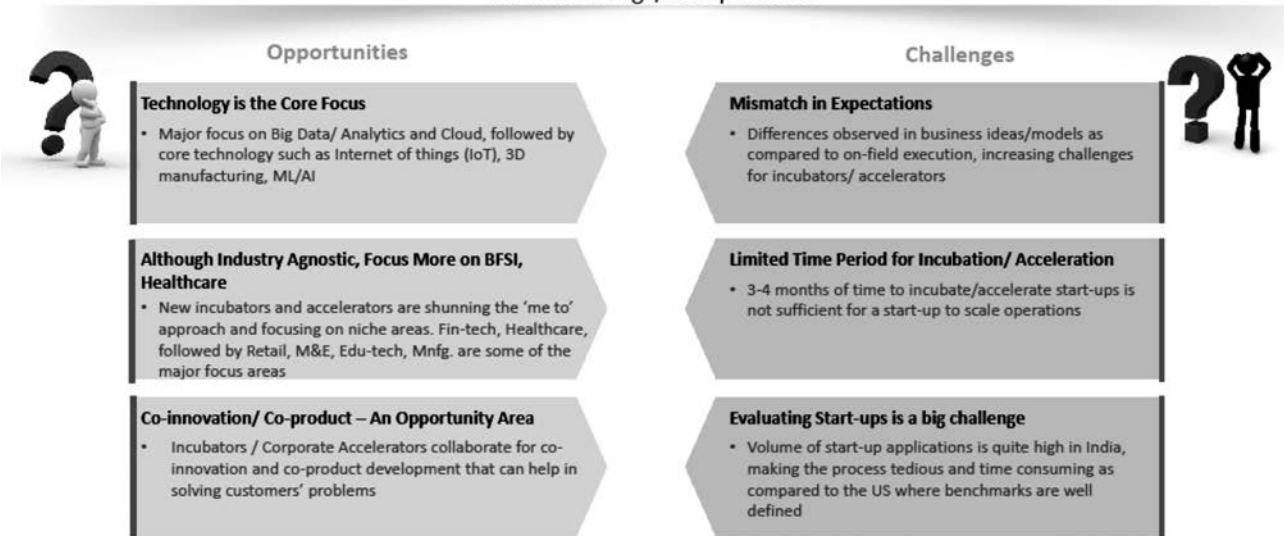 Opportunities
Technology is the Core Focus
• Major focus on Big Data/ Analytics and Cloud, followed by
core technology such as Internet of things (IoT), 3D
manufacturing, ML/AI
Although Industry Agnostic, Focus More on BFSI,
Healthcare
• New incubators and accelerators are shunning the ‘me to’
approach and focusing on niche areas. Fin-tech, Healthcare,
followed by Retail, M&E, Edu-tech, Mnfg. are some of the
major focus areas
Co-innovation/ Co-product – An Opportunity Area
• Incubators / Corporate Accelerators collaborate for co-
innovation and co-product development that can help in
solving customers’ problems
Challenges
Mismatch in Expectations
• Differences observed in business ideas/models as
compared to on-field execution, increasing challenges
for incubators/ accelerators
Limited Time Period for Incubation/ Acceleration
• 3-4 months of time to incubate/accelerate start-ups is
not sufficient for a start-up to scale operations
Evaluating Start-ups is a big challenge
• Volume of start-up applications is quite high in India,
making the process tedious and time consuming as
compared to the US where benchmarks are well
defined